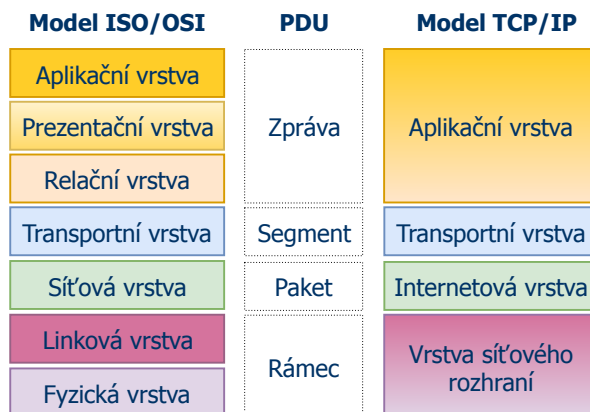 Model ISO/OSI
PDU
Model TCP/IP
Aplikační vrstva
Prezentační vrstva
Relační vrstva
Zpráva
Aplikační vrstva
Transportní vrstva
Segment
Transportní vrstva
Síťová vrstva
Paket
Internetová vrstva
Linková vrstva
Fyzická vrstva
Rámec
Vrstva síťového
rozhraní